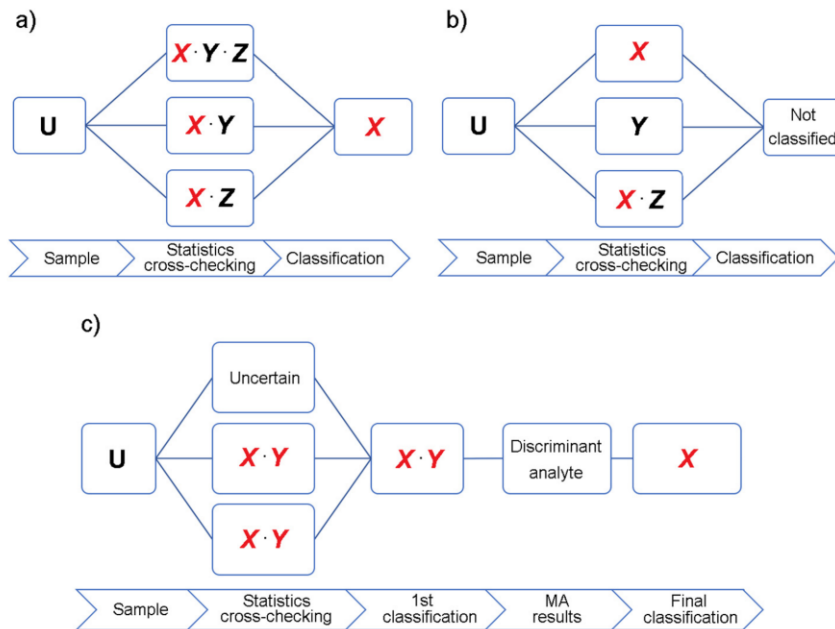 a)
X · Y · Z
U
X · Y
X
X · Z
Sample
Statistics
cross-checking
Classification
b)
X
U
Y
Not
classified
X · Z
Sample
Statistics
cross-checking
Classification
c)
Uncertain
U
X · Y
X · Y
Discriminant
analyte
X
X · Y
Sample
Statistics
cross-checking
1st
classification
MA
results
Final
classification